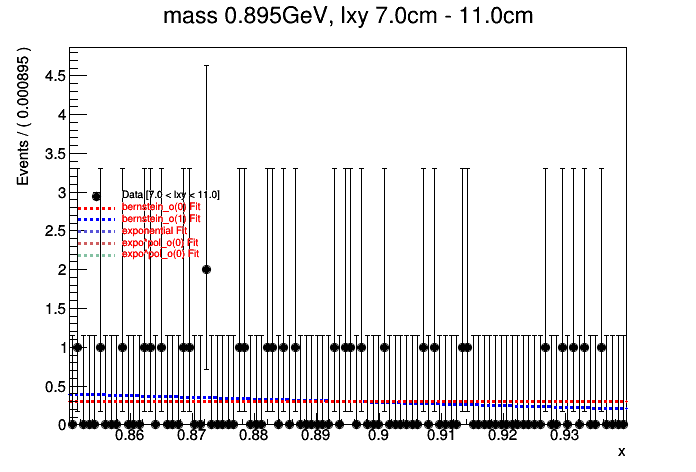 mass 0.895GeV, lxy 7.0cm - 11.0cm
Events / ( 0.000895 )
4.5
4
3.5
3
2.5
2
1.5
1
0.5
0
Data [7.0 < lxy < 11.0]
bernstein_o(0) Fit
bernstein_o(1) Fit
exponential Fit
expo*pol_o(0) Fit
expo*pol_o(0) Fit
0.86 0.87 0.88 0.89 0.9 0.91 0.92 0.93
x